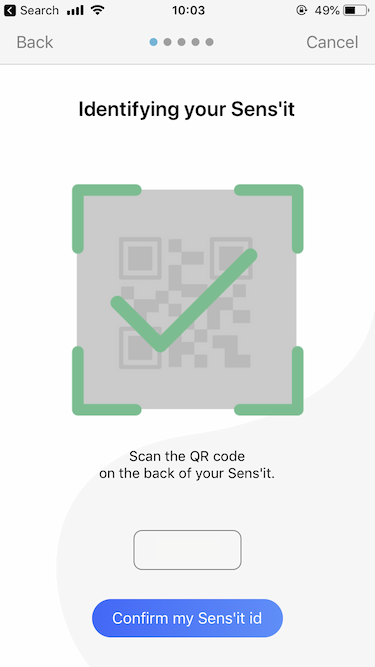 Search 10:03 49%
Back Cancel
Identifying your Sens'it
Scan the QR code
on the back of your Sens'it.
Confirm my Sens'it id